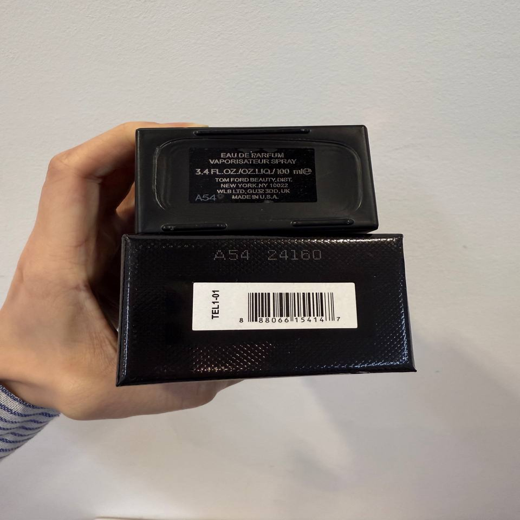 EAU DE PARFUM
VAPORISATEUR SPRAY
3.4 FL.OZ./OZ.LIQ./100 ml ℮
TOM FORD BEAUTY, DIST.
NEW YORK, NY 10022
WLB LTD, GU31 3DD, UK
MADE IN U.S.A.
A54
A54 24160
TEL1-01
8 88066 15414 7